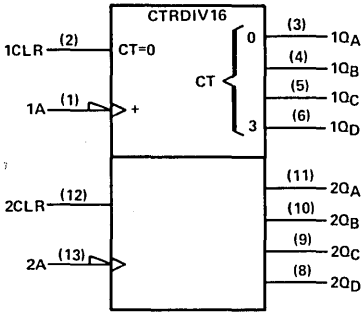 CTRDIV16
1CLR (2) CT=0
1A (1) +
CT
0
3
(3) 1QA
(4) 1QB
(5) 1QC
(6) 1QD
2CLR (12)
2A (13)
(11) 2QA
(10) 2QB
(9) 2QC
(8) 2QD